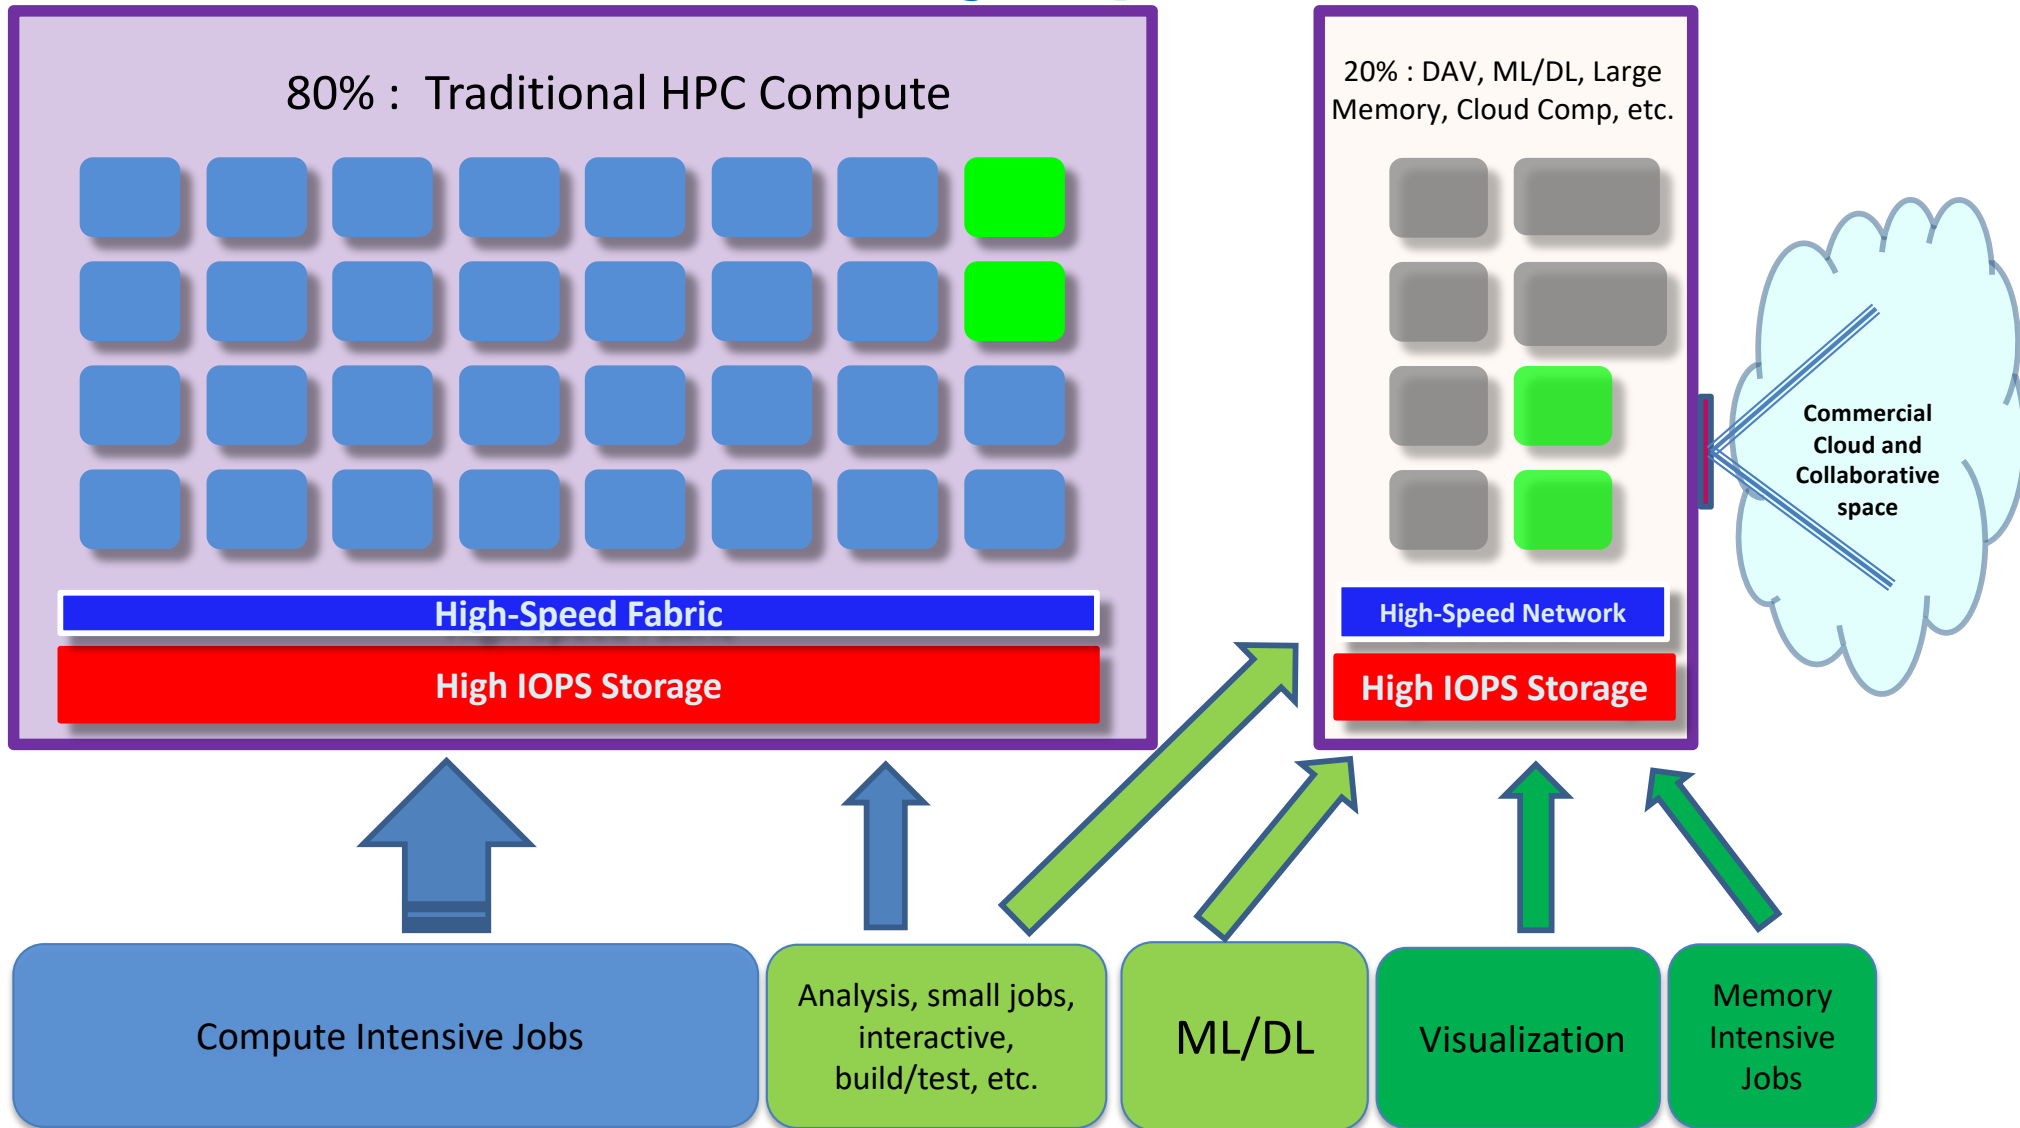 80% :  Traditional HPC Compute
20% : DAV, ML/DL, Large
Memory, Cloud Comp, etc.
Commercial
Cloud and
Collaborative
space
High-Speed Fabric
High IOPS Storage
High-Speed Network
High IOPS Storage
Compute Intensive Jobs
Analysis, small jobs,
interactive,
build/test, etc.
ML/DL
Visualization
Memory
Intensive
Jobs